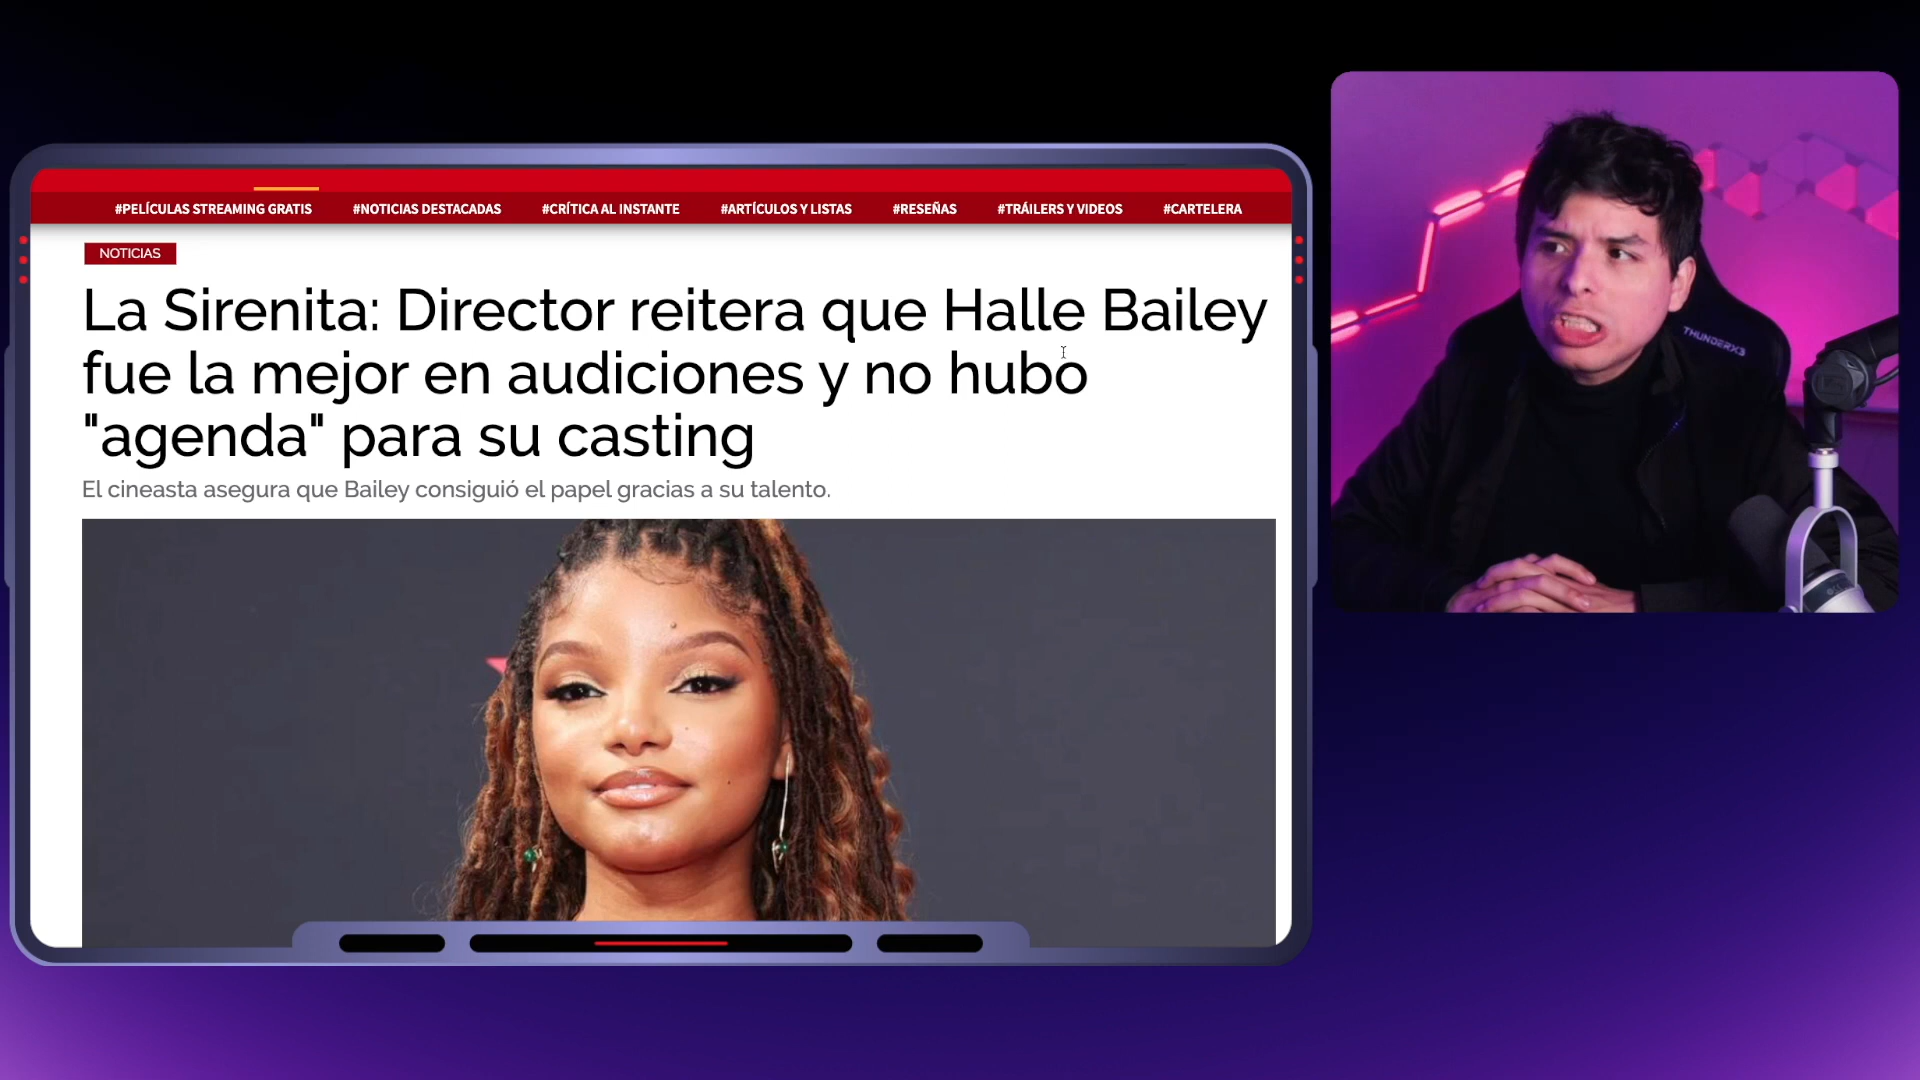 #PELÍCULAS STREAMING GRATIS #NOTICIAS DESTACADAS #CRÍTICA AL INSTANTE #ARTÍCULOS Y LISTAS #RESEÑAS #TRÁILERS Y VIDEOS #CARTELERA
NOTICIAS
La Sirenita: Director reitera que Halle Bailey
fue la mejor en audiciones y no hubo
"agenda" para su casting
El cineasta asegura que Bailey consiguió el papel gracias a su talento.
THUNDERX3